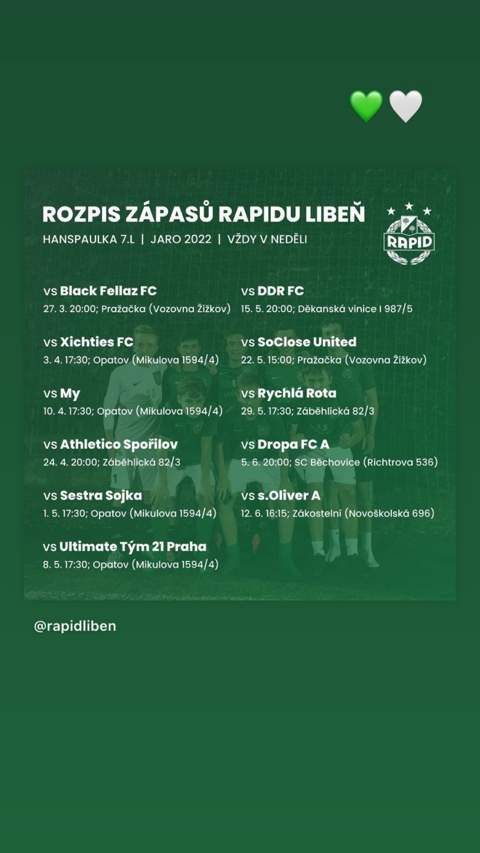 ROZPIS ZÁPASŮ RAPIDU LIBEŇ
HANSPAULKA 7.L | JARO 2022 | VŽDY V NEDĚLI
RAPID
vs Black Fellaz FC
27. 3. 20:00; Pražačka (Vozovna Žižkov)
vs Xichties FC
3. 4. 17:30; Opatov (Mikulova 1594/4)
vs My
10. 4. 17:30; Opatov (Mikulova 1594/4)
vs Athletico Spořilov
24. 4. 20:00; Záběhlická 82/3
vs Sestra Sojka
1. 5. 17:30; Opatov (Mikulova 1594/4)
vs Ultimate Tým 21 Praha
8. 5. 17:30; Opatov (Mikulova 1594/4)
vs DDR FC
15. 5. 20:00; Děkanská vinice I 987/5
vs SoClose United
22. 5. 15:00; Pražačka (Vozovna Žižkov)
vs Rychlá Rota
29. 5. 17:30; Záběhlická 82/3
vs Dropa FC A
5. 6. 20:00; SC Běchovice (Richtrova 536)
vs s.Oliver A
12. 6. 16:15; Zákostelní (Novoškolská 696)
@rapidliben